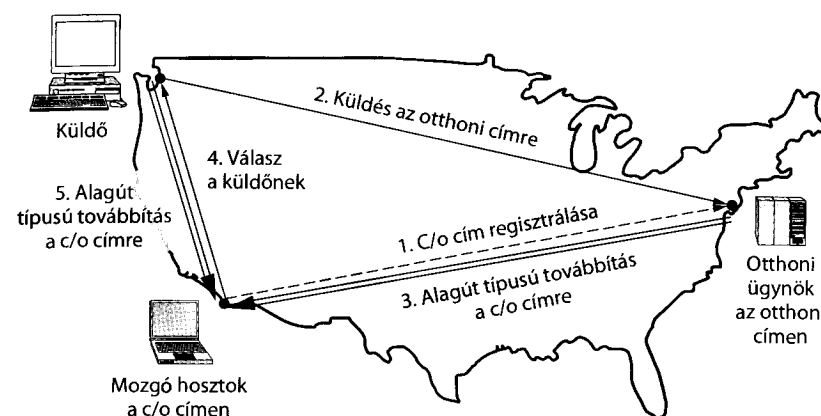 Küldő
2. Küldés az otthoni címre
4. Válasz
a küldőnek
5. Alagút
típusú továbbítás
a c/o címre
1. C/o cím regisztrálása
3. Alagút típusú továbbítás
a c/o címre
Otthoni
ügynök
az otthoni
címen
Mozgó hosztok
a c/o címen